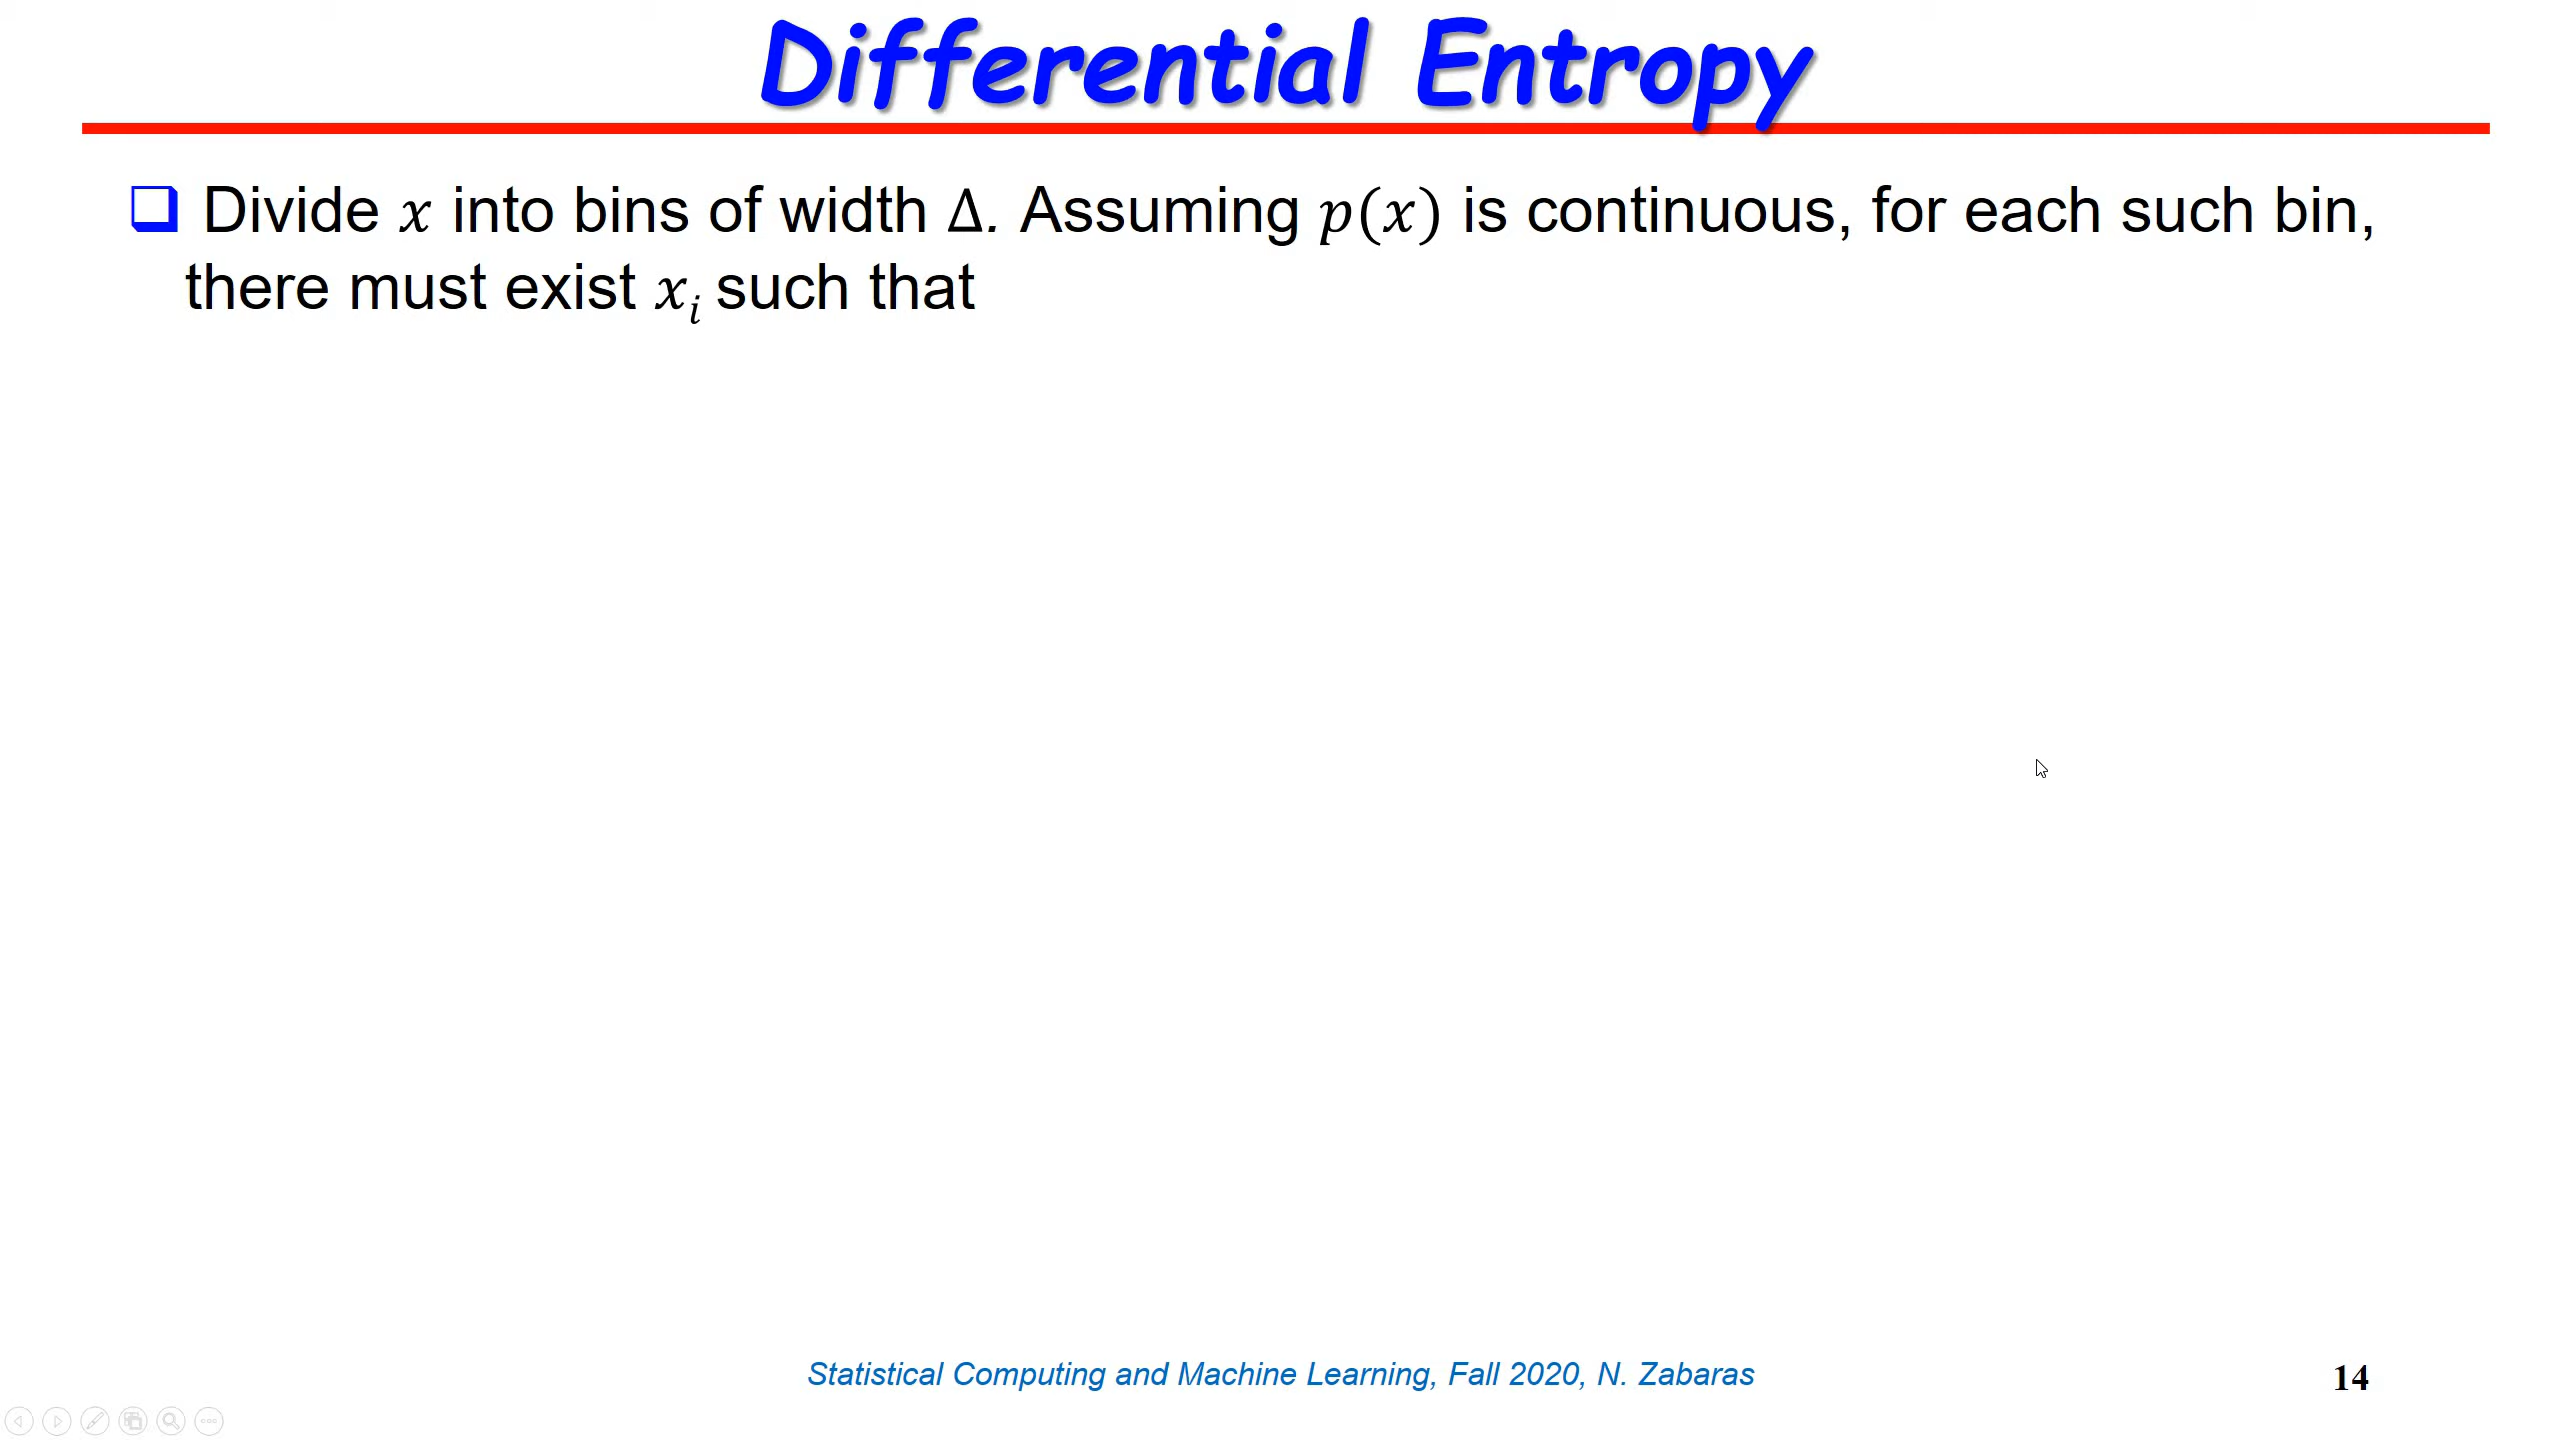 Differential Entropy
Divide 𝑥 into bins of width Δ. Assuming 𝑝(𝑥) is continuous, for each such bin,
there must exist 𝑥ᵢ such that
Statistical Computing and Machine Learning, Fall 2020, N. Zabaras
14